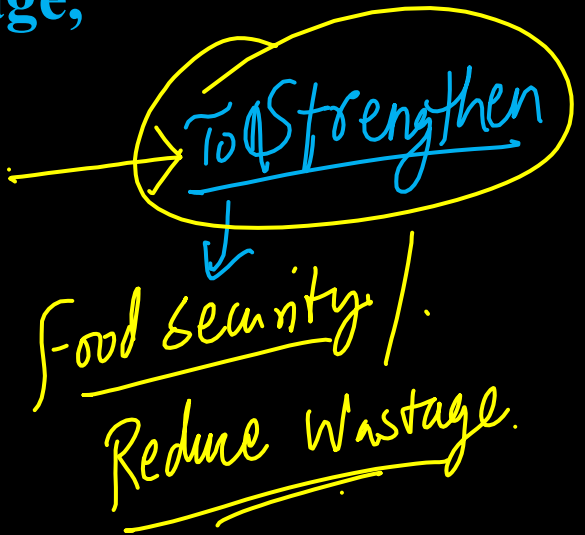 ge,
To Strengthen
Food security /.
Reduce Wastage.